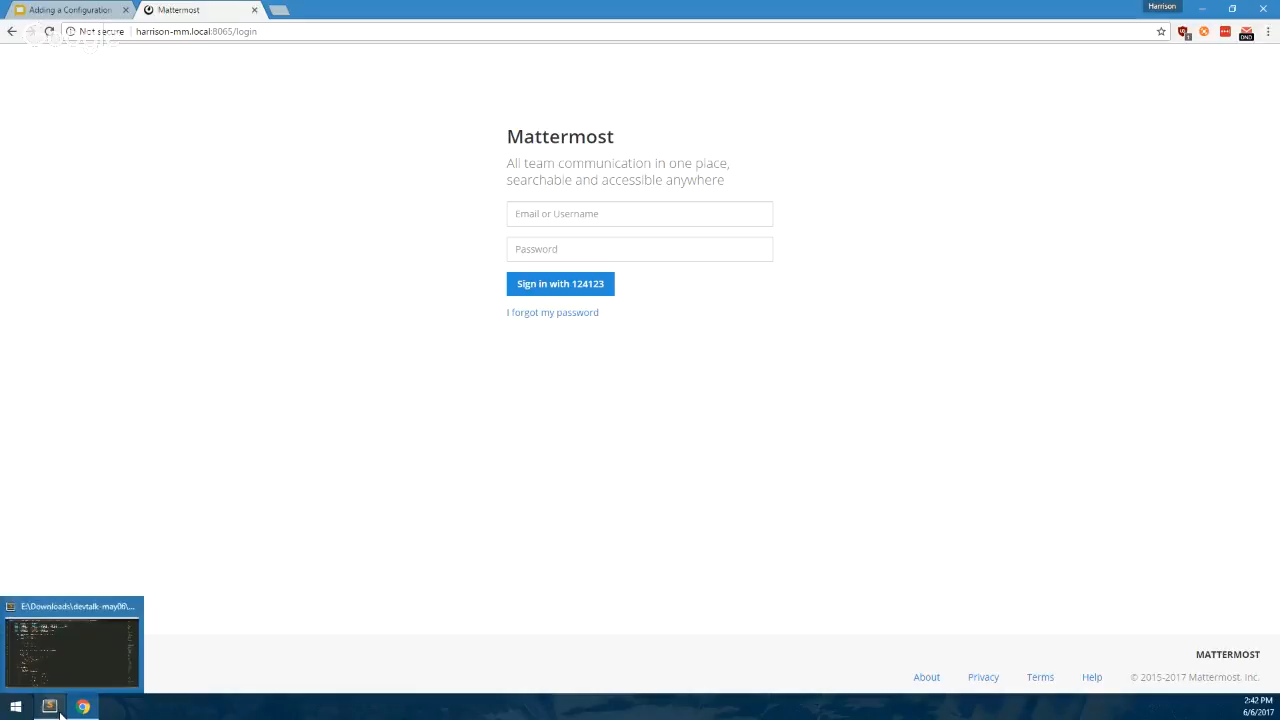 Adding a Configuration
Mattermost
Harrison
Not secure
harrison-mm.local:8065/login
DND
Mattermost
All team communication in one place,
searchable and accessible anywhere
Email or Username
Password
Sign in with 124123
I forgot my password
E:\Downloads\devtalk-may06\...
MATTERMOST
About
Privacy
Terms
Help
© 2015-2017 Mattermost, Inc.
2:42 PM
6/6/2017